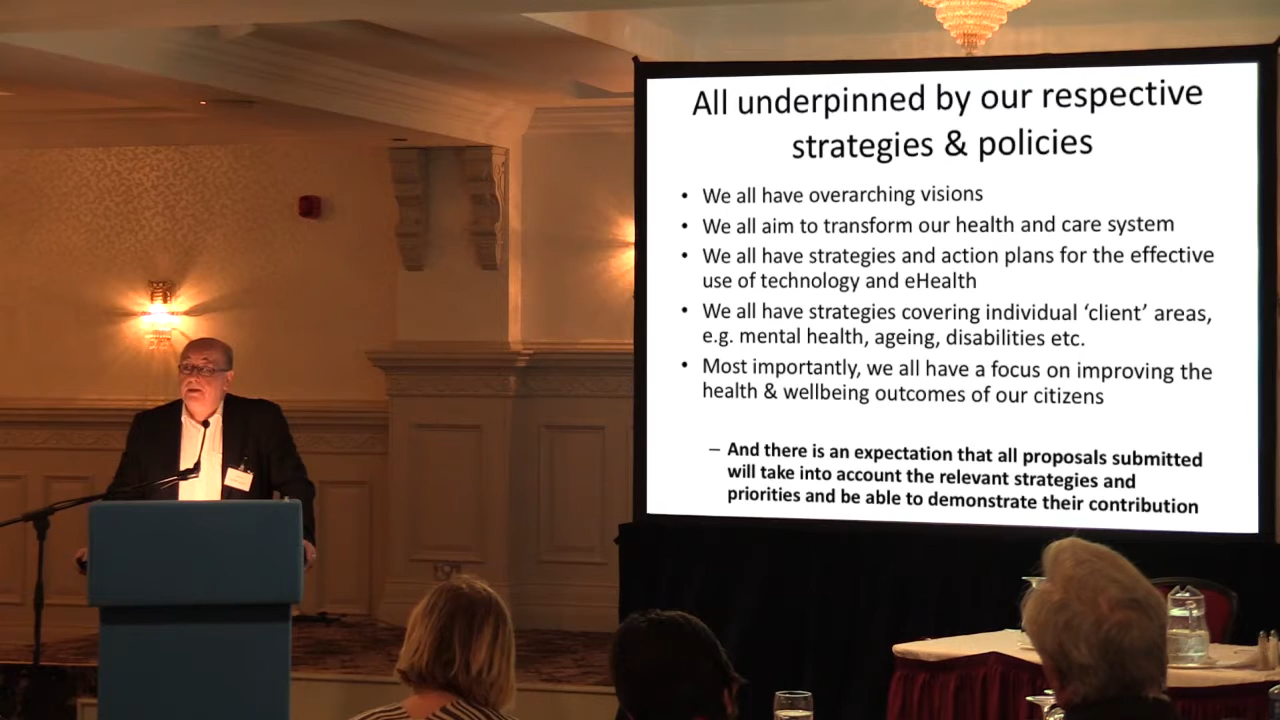 All underpinned by our respective
strategies & policies
• We all have overarching visions
• We all aim to transform our health and care system
• We all have strategies and action plans for the effective
use of technology and eHealth
• We all have strategies covering individual ‘client’ areas,
e.g. mental health, ageing, disabilities etc.
• Most importantly, we all have a focus on improving the
health & wellbeing outcomes of our citizens
– And there is an expectation that all proposals submitted
will take into account the relevant strategies and
priorities and be able to demonstrate their contribution